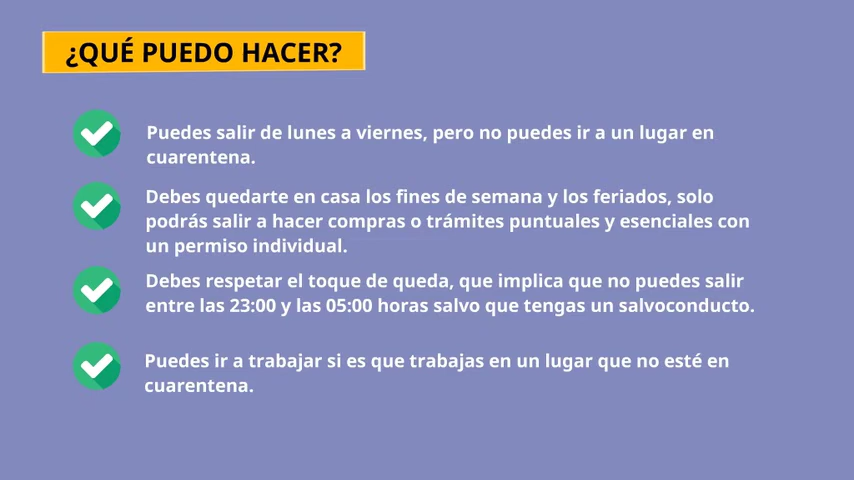 ¿QUÉ PUEDO HACER?
Puedes salir de lunes a viernes, pero no puedes ir a un lugar en
cuarentena.
Debes quedarte en casa los fines de semana y los feriados, solo
podrás salir a hacer compras o trámites puntuales y esenciales con
un permiso individual.
Debes respetar el toque de queda, que implica que no puedes salir
entre las 23:00 y las 05:00 horas salvo que tengas un salvoconducto.
Puedes ir a trabajar si es que trabajas en un lugar que no esté en
cuarentena.